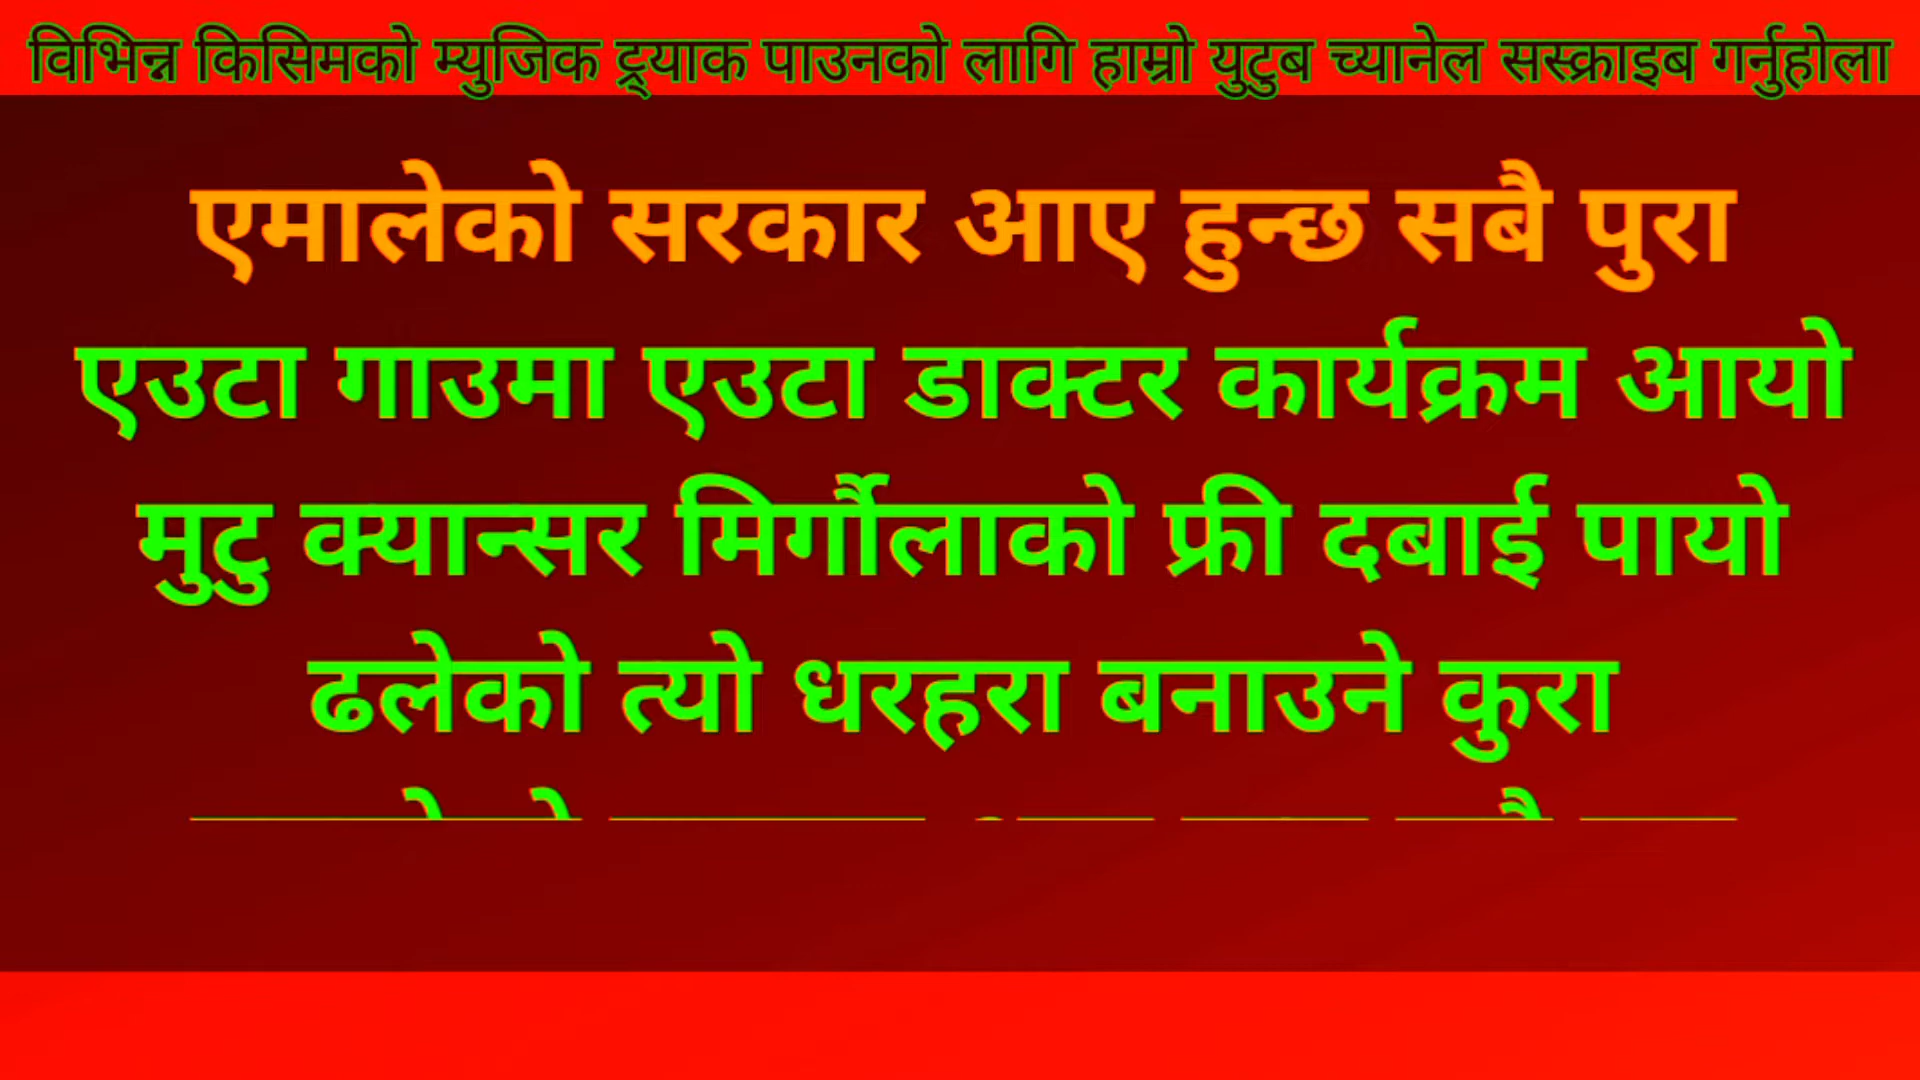 विभिन्न किसिमको म्युजिक ट्र्याक पाउनको लागि हाम्रो युटुब च्यानेल सस्क्राइब गर्नुहोला
एमालेको सरकार आए हुन्छ सबै पुरा
एउटा गाउमा एउटा डाक्टर कार्यक्रम आयो
मुटु क्यान्सर मिर्गौलाको फ्री दबाई पायो
ढलेको त्यो धरहरा बनाउने कुरा